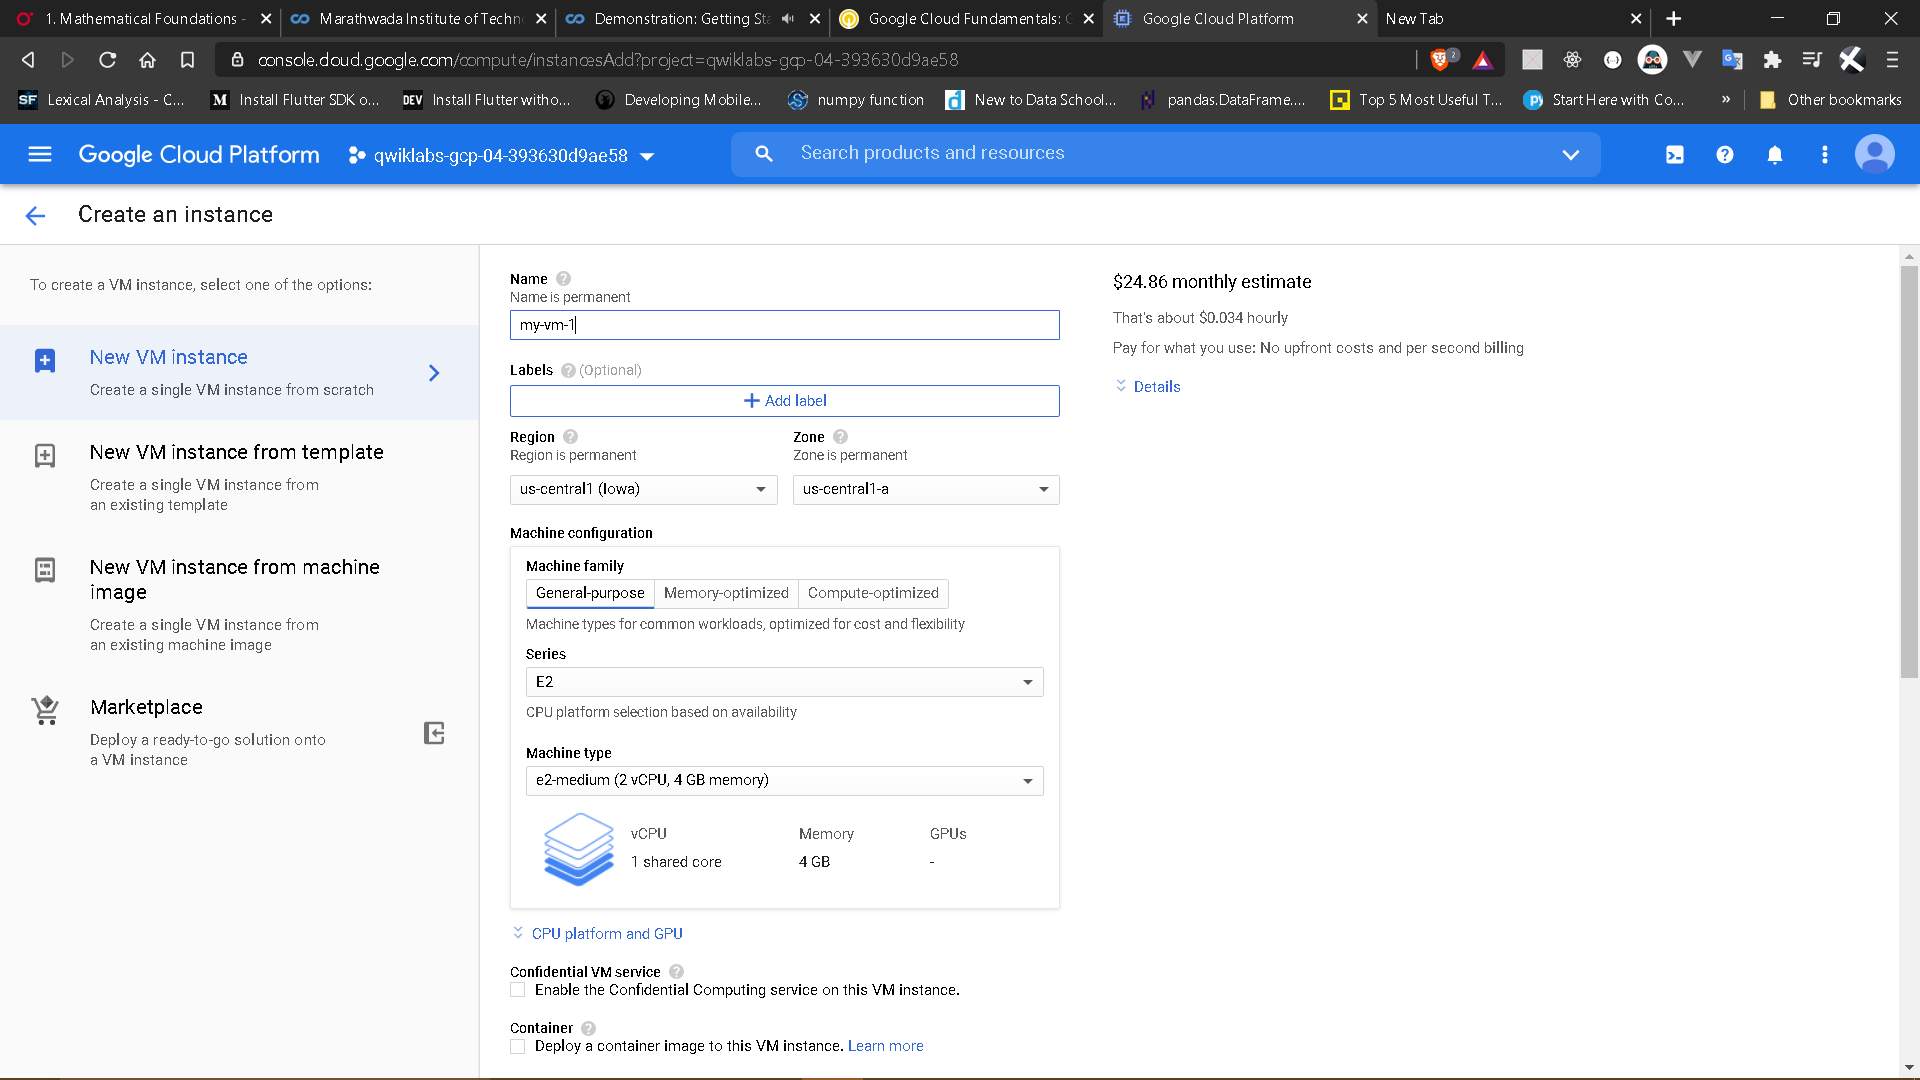 1. Mathematical Foundations -
Marathwada Institute of Techn
Demonstration: Getting Sta
Google Cloud Fundamentals: G
Google Cloud Platform
New Tab
console.cloud.google.com/compute/instancesAdd?project=qwiklabs-gcp-04-393630d9ae58
2
SF Lexical Analysis - C...
M Install Flutter SDK o...
DEV Install Flutter witho...
Developing Mobile...
numpy function
d New to Data School...
pandas.DataFrame....
Top 5 Most Useful T...
Start Here with Co...
»
Other bookmarks
Google Cloud Platform
qwiklabs-gcp-04-393630d9ae58
Search products and resources
Create an instance
To create a VM instance, select one of the options:
New VM instance
Create a single VM instance from scratch
New VM instance from template
Create a single VM instance from
an existing template
New VM instance from machine
image
Create a single VM instance from
an existing machine image
Marketplace
Deploy a ready-to-go solution onto
a VM instance
Name
Name is permanent
my-vm-1
Labels (Optional)
Add label
Region
Region is permanent
us-central1 (Iowa)
Zone
Zone is permanent
us-central1-a
Machine configuration
Machine family
General-purpose
Memory-optimized
Compute-optimized
Machine types for common workloads, optimized for cost and flexibility
Series
E2
CPU platform selection based on availability
Machine type
e2-medium (2 vCPU, 4 GB memory)
vCPU
Memory
GPUs
1 shared core
4 GB
-
CPU platform and GPU
Confidential VM service
Enable the Confidential Computing service on this VM instance.
Container
Deploy a container image to this VM instance. Learn more
$24.86 monthly estimate
That's about $0.034 hourly
Pay for what you use: No upfront costs and per second billing
Details